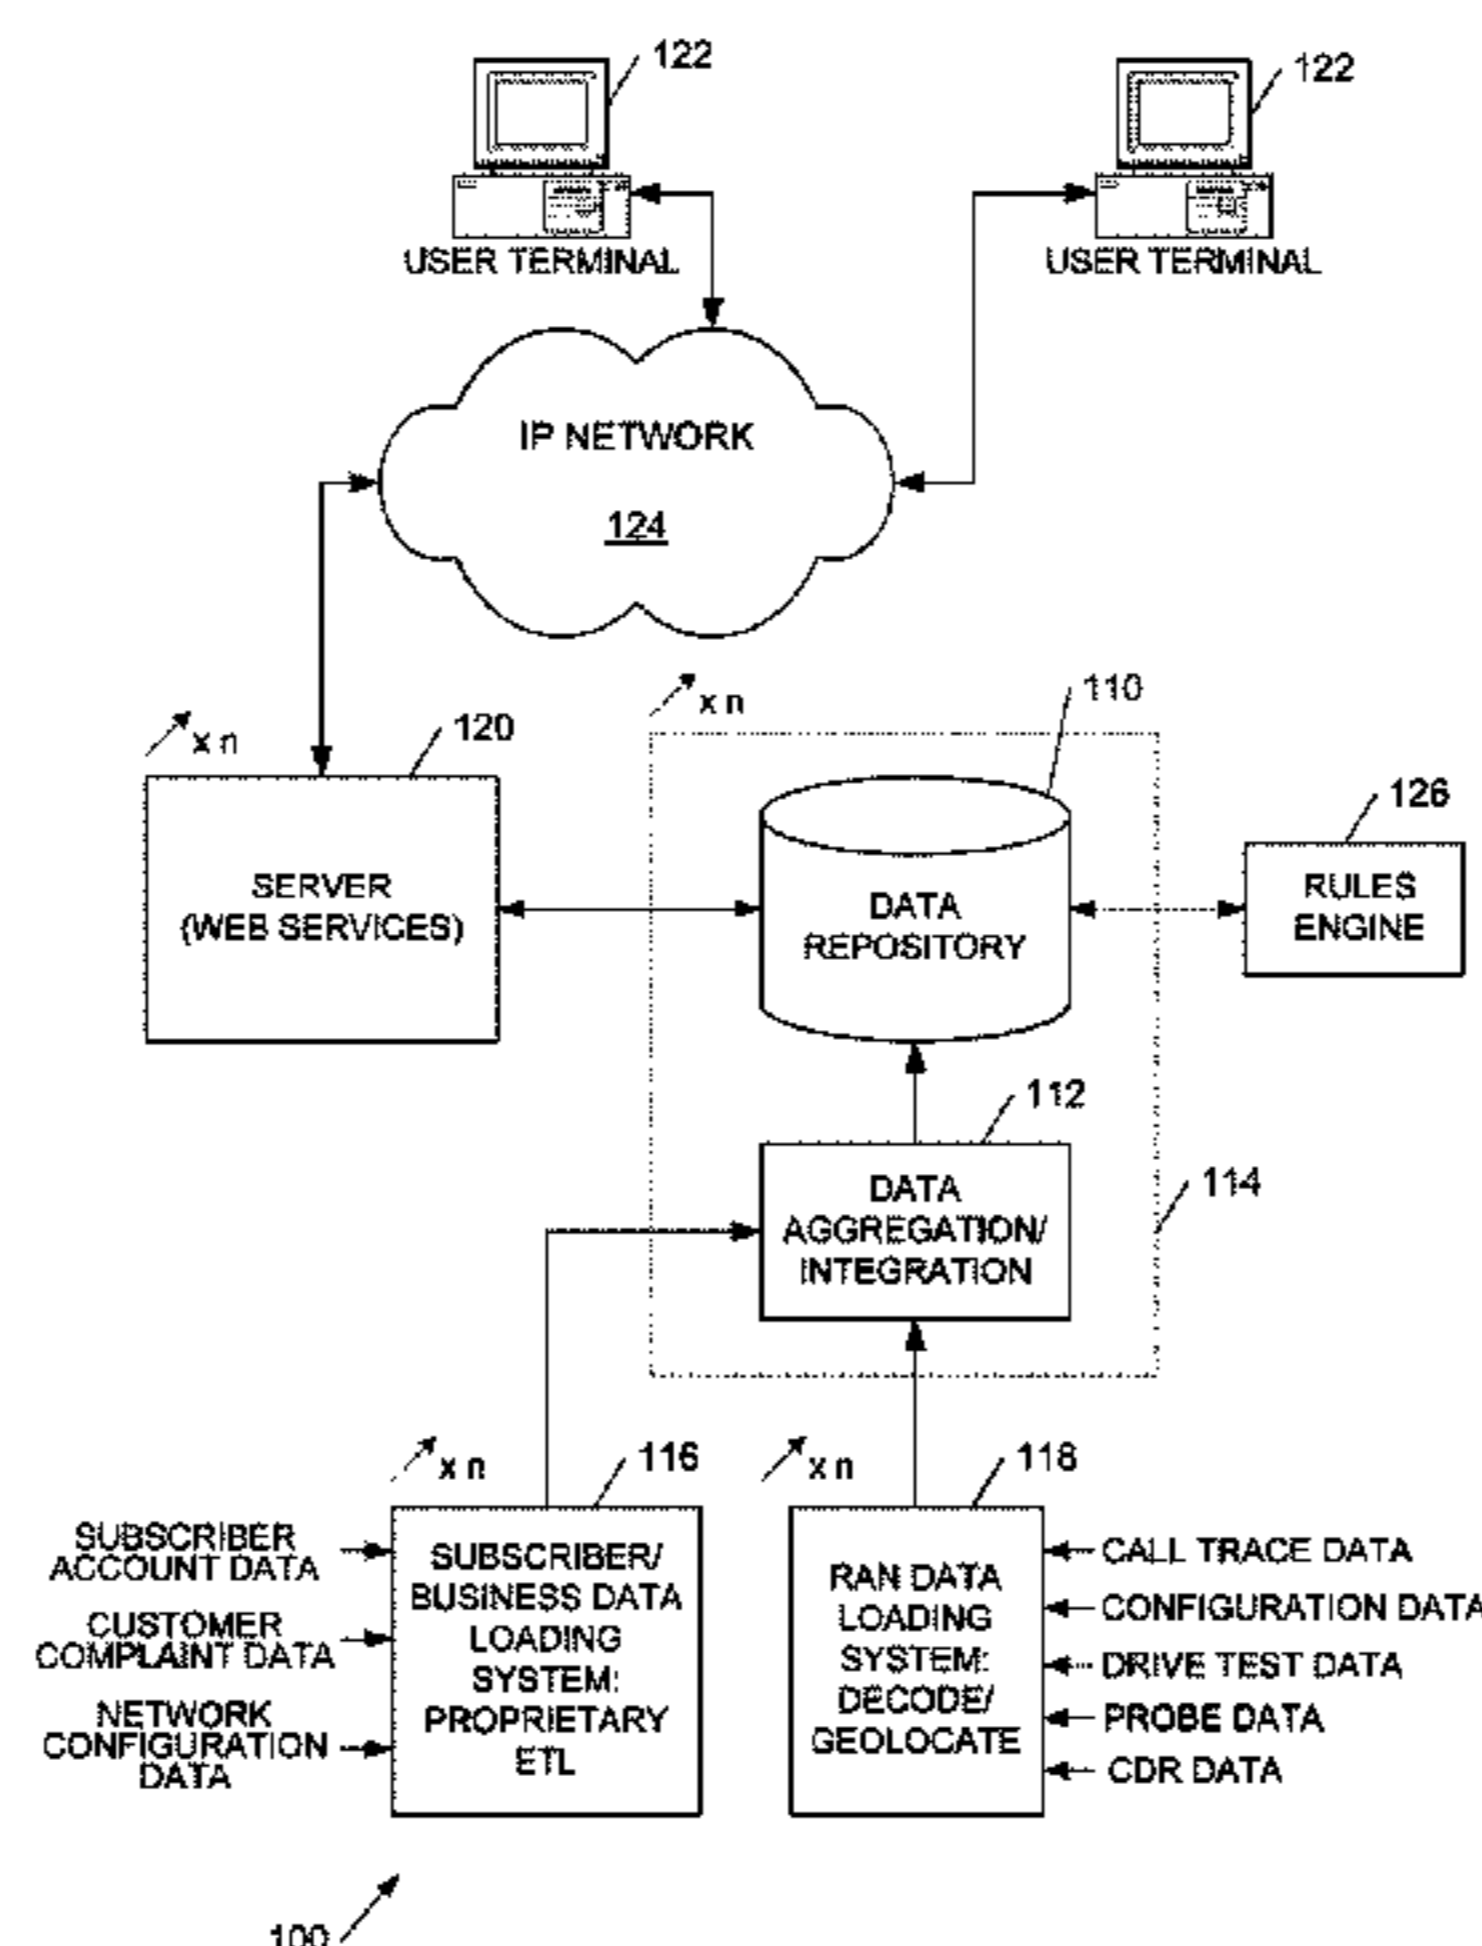 122
122
USER TERMINAL
USER TERMINAL
IP NETWORK
124
x n
120
x n
110
126
SERVER
(WEB SERVICES)
DATA
REPOSITORY
RULES
ENGINE
112
DATA
AGGREGATION/
INTEGRATION
114
x n
116
x n
118
SUBSCRIBER
ACCOUNT DATA
CUSTOMER
COMPLAINT DATA
NETWORK
CONFIGURATION
DATA
SUBSCRIBER/
BUSINESS DATA
LOADING
SYSTEM:
PROPRIETARY
ETL
RAN DATA
LOADING
SYSTEM:
DECODE/
GEOLOCATE
CALL TRACE DATA
CONFIGURATION DATA
DRIVE TEST DATA
PROBE DATA
CDR DATA
100